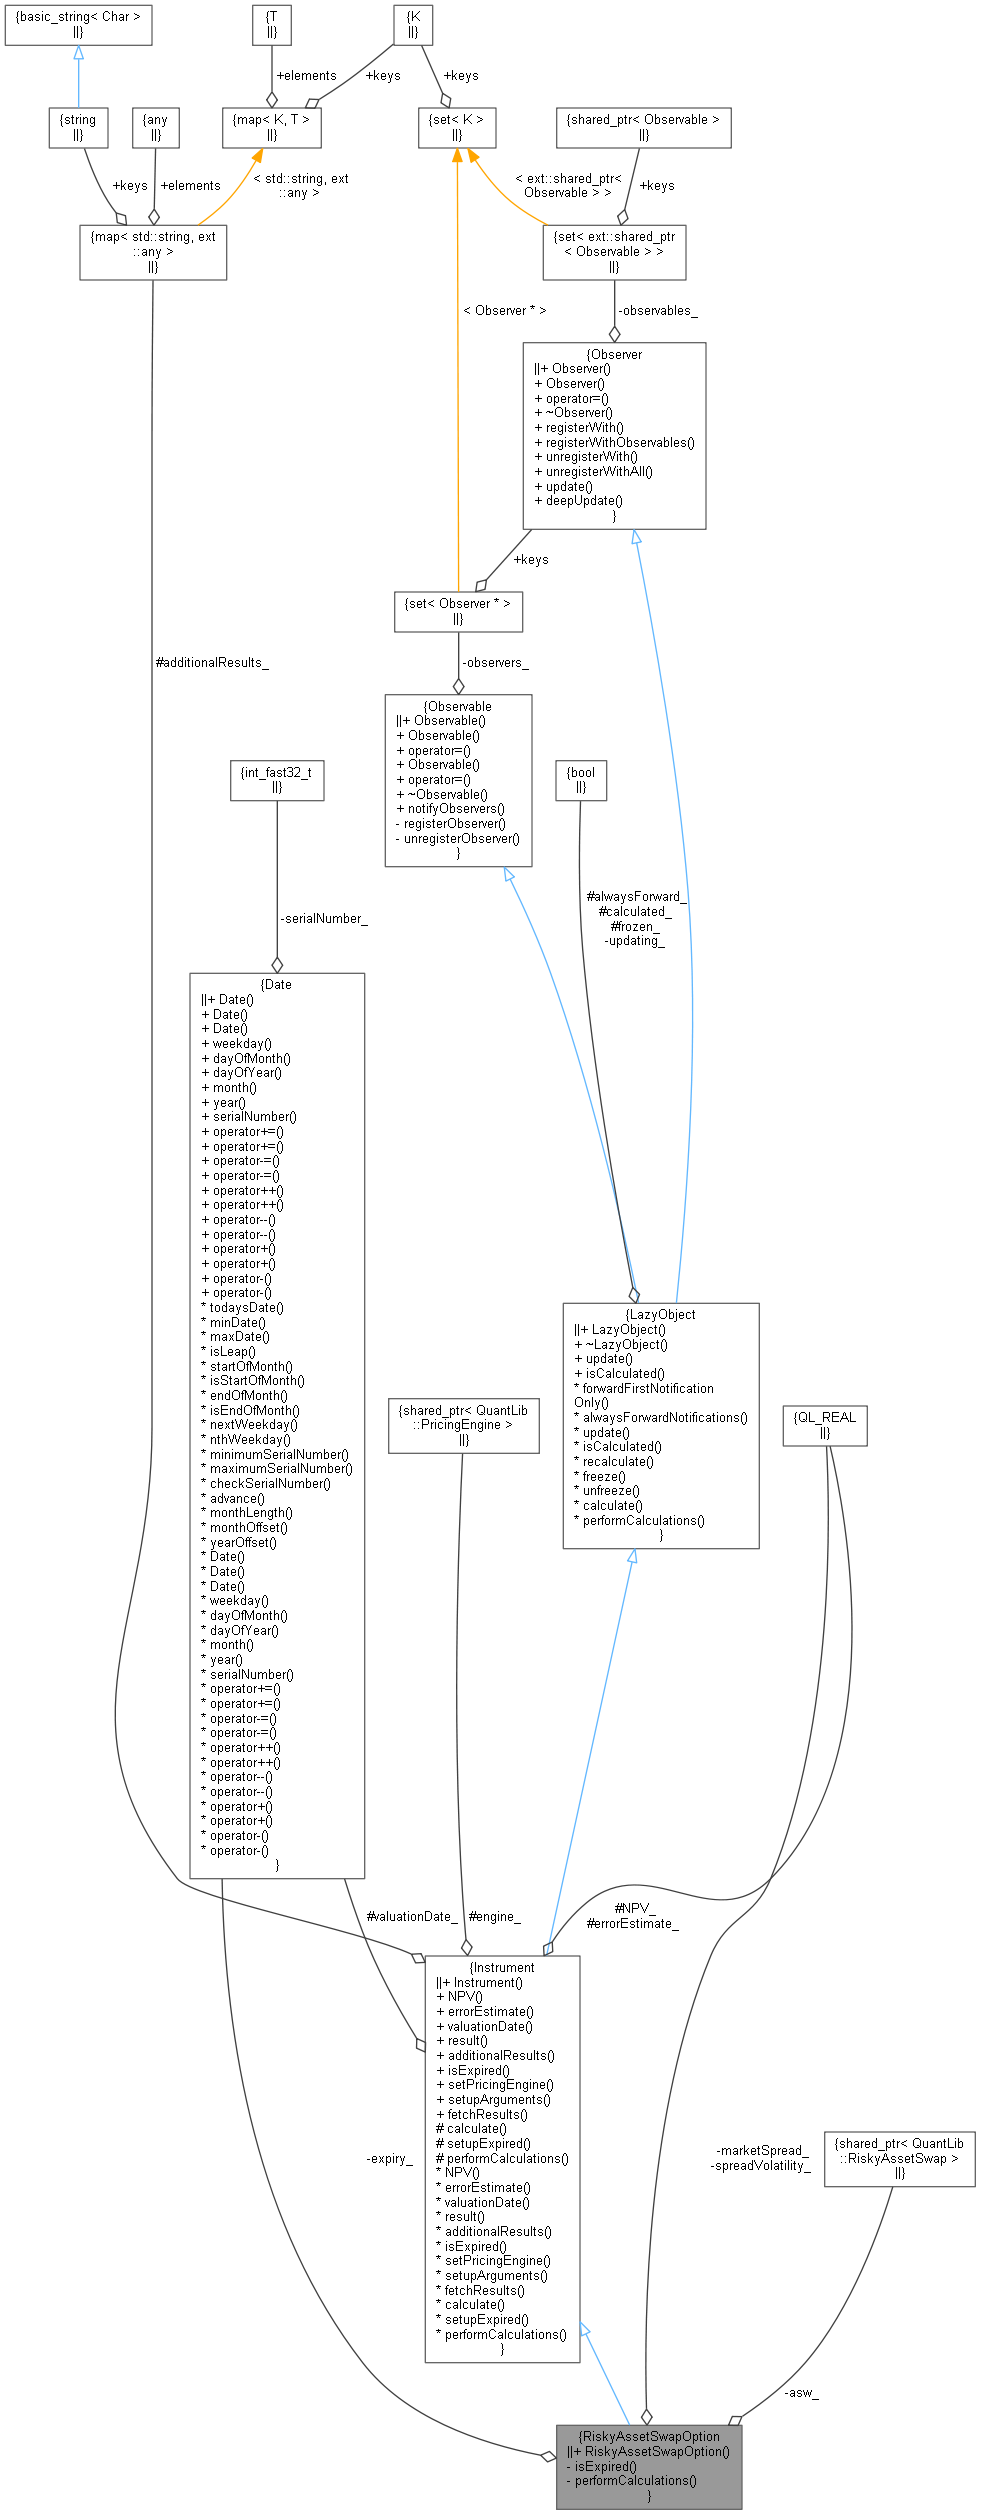 {basic_string< Char >
||}
{T
||}
{K
||}
+elements
+keys
+keys
{string
||}
{any
||}
{map< K, T >
||}
{set< K >
||}
{shared_ptr< Observable >
||}
+keys
+elements
< std::string, ext
::any >
< ext::shared_ptr<
Observable > >
+keys
{map< std::string, ext
::any >
||}
{set< ext::shared_ptr
< Observable > >
||}
< Observer * >
-observables_
{Observer
||+ Observer()
+ Observer()
+ operator=()
+ ~Observer()
+ registerWith()
+ registerWithObservables()
+ unregisterWith()
+ unregisterWithAll()
+ update()
+ deepUpdate()
}
+keys
{set< Observer * >
||}
#additionalResults_
-observers_
{Observable
||+ Observable()
+ Observable()
+ operator=()
+ Observable()
+ operator=()
+ ~Observable()
+ notifyObservers()
- registerObserver()
- unregisterObserver()
}
{int_fast32_t
||}
{bool
||}
-serialNumber_
#alwaysForward_
#calculated_
#frozen_
-updating_
{Date
||+ Date()
+ Date()
+ Date()
+ weekday()
+ dayOfMonth()
+ dayOfYear()
+ month()
+ year()
+ serialNumber()
+ operator+=()
+ operator+=()
+ operator-=()
+ operator-=()
+ operator++()
+ operator++()
+ operator--()
+ operator--()
+ operator+()
+ operator+()
+ operator-()
+ operator-()
* todaysDate()
* minDate()
* maxDate()
* isLeap()
* startOfMonth()
* isStartOfMonth()
* endOfMonth()
* isEndOfMonth()
* nextWeekday()
* nthWeekday()
* minimumSerialNumber()
* maximumSerialNumber()
* checkSerialNumber()
* advance()
* monthLength()
* monthOffset()
* yearOffset()
* Date()
* Date()
* Date()
* weekday()
* dayOfMonth()
* dayOfYear()
* month()
* year()
* serialNumber()
* operator+=()
* operator+=()
* operator-=()
* operator-=()
* operator++()
* operator++()
* operator--()
* operator--()
* operator+()
* operator+()
* operator-()
* operator-()
}
{LazyObject
||+ LazyObject()
+ ~LazyObject()
+ update()
+ isCalculated()
* forwardFirstNotification
Only()
* alwaysForwardNotifications()
* update()
* isCalculated()
* recalculate()
* freeze()
* unfreeze()
* calculate()
* performCalculations()
}
{shared_ptr< QuantLib
::PricingEngine >
||}
{QL_REAL
||}
#valuationDate_
#engine_
#NPV_
#errorEstimate_
{Instrument
||+ Instrument()
+ NPV()
+ errorEstimate()
+ valuationDate()
+ result()
+ additionalResults()
+ isExpired()
+ setPricingEngine()
+ setupArguments()
+ fetchResults()
# calculate()
# setupExpired()
# performCalculations()
* NPV()
* errorEstimate()
* valuationDate()
* result()
* additionalResults()
* isExpired()
* setPricingEngine()
* setupArguments()
* fetchResults()
* calculate()
* setupExpired()
* performCalculations()
}
-expiry_
-marketSpread_
-spreadVolatility_
{shared_ptr< QuantLib
::RiskyAssetSwap >
||}
-asw_
{RiskyAssetSwapOption
||+ RiskyAssetSwapOption()
- isExpired()
- performCalculations()
}